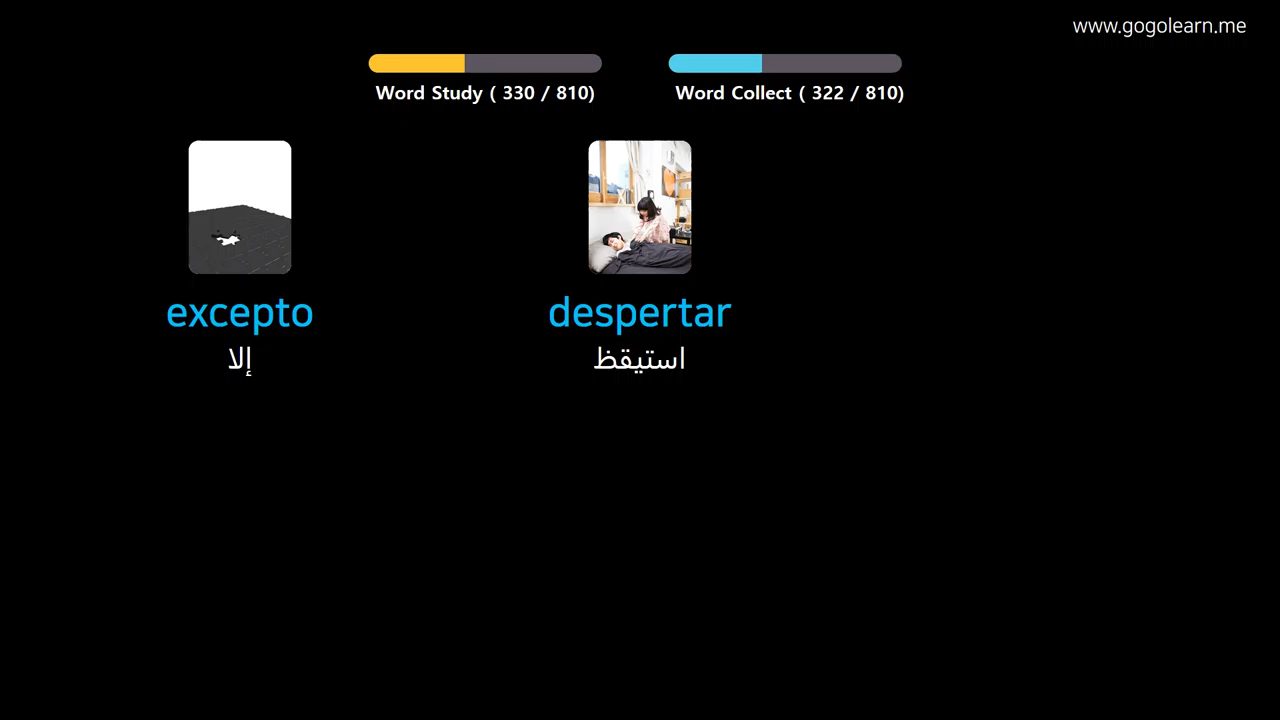 www.gogolearn.me
Word Study ( 330 / 810)
Word Collect ( 322 / 810)
excepto
إلا
despertar
استيقظ